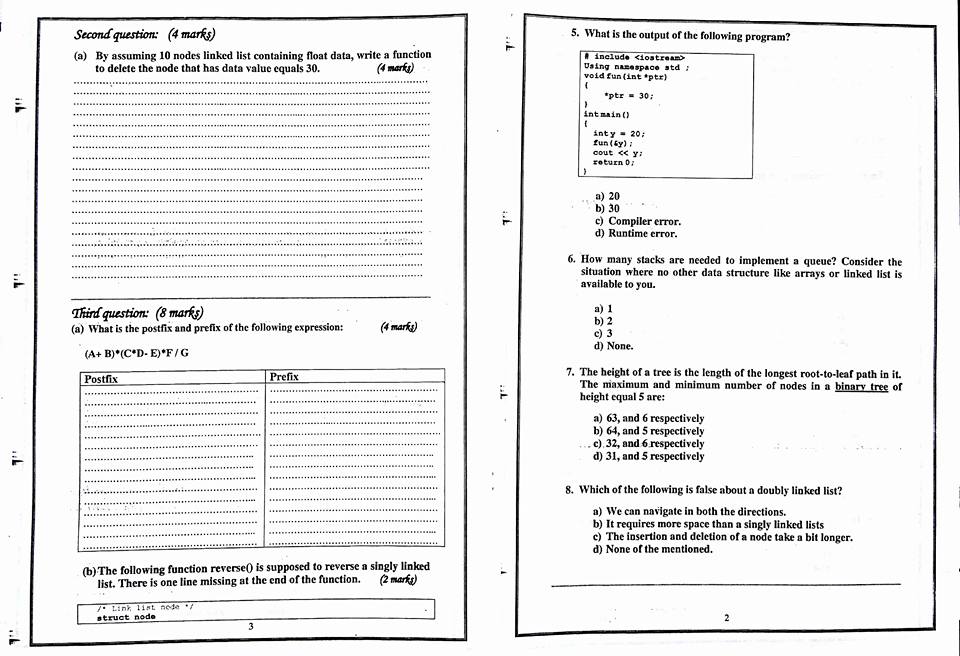 Second question: (4 marks)
(a) By assuming 10 nodes linked list containing float data, write a function
to delete the node that has data value equals 30. (4 marks)
Third question: (8 marks)
(a) What is the postfix and prefix of the following expression: (4 marks)
(A+ B)*(C*D- E)*F / G
Postfix Prefix
(b) The following function reverse() is supposed to reverse a singly linked
list. There is one line missing at the end of the function. (2 marks)
/* Link list node */
struct node
3
5. What is the output of the following program?
# include <iostream>
Using namespace std ;
void fun(int *ptr)
{
*ptr = 30;
}
int main()
{
int y = 20;
fun(&y);
cout << y;
return 0;
}
a) 20
b) 30
c) Compiler error.
d) Runtime error.
6. How many stacks are needed to implement a queue? Consider the
situation where no other data structure like arrays or linked list is
available to you.
a) 1
b) 2
c) 3
d) None.
7. The height of a tree is the length of the longest root-to-leaf path in it.
The maximum and minimum number of nodes in a binary tree of
height equal 5 are:
a) 63, and 6 respectively
b) 64, and 5 respectively
c) 32, and 6 respectively
d) 31, and 5 respectively
8. Which of the following is false about a doubly linked list?
a) We can navigate in both the directions.
b) It requires more space than a singly linked lists
c) The insertion and deletion of a node take a bit longer.
d) None of the mentioned.
2